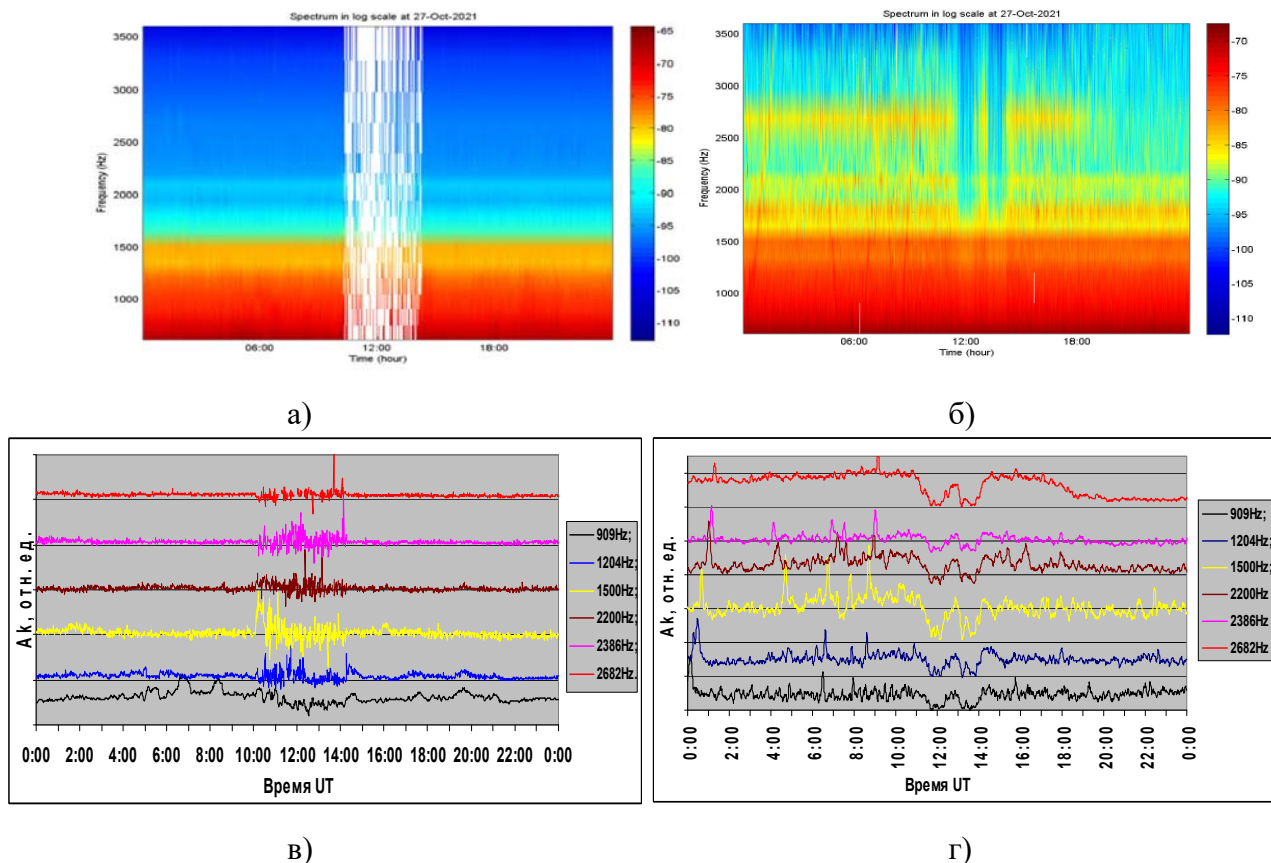 Spectrum in log scale at 27-Oct-2021
Frequency (Hz)
3500
3000
2500
2000
1500
1000
06:00
12:00
18:00
Time (hour)
-65
-70
-75
-80
-85
-90
-95
-100
-105
-110
Spectrum in log scale at 27-Oct-2021
Frequency (Hz)
3500
3000
2500
2000
1500
1000
06:00
12:00
18:00
Time (hour)
-70
-75
-80
-85
-90
-95
-100
-105
-110
а)
б)
Ak, отн. ед.
0:00 2:00 4:00 6:00 8:00 10:00 12:00 14:00 16:00 18:00 20:00 22:00 0:00
Время UT
909Hz;
1204Hz;
1500Hz;
2200Hz;
2386Hz;
2682Hz.
Ak, отн. ед.
0:00 2:00 4:00 6:00 8:00 10:00 12:00 14:00 16:00 18:00 20:00 22:00 0:00
Время UT
909Hz;
1204Hz;
1500Hz;
2200Hz;
2386Hz;
2682Hz
в)
г)